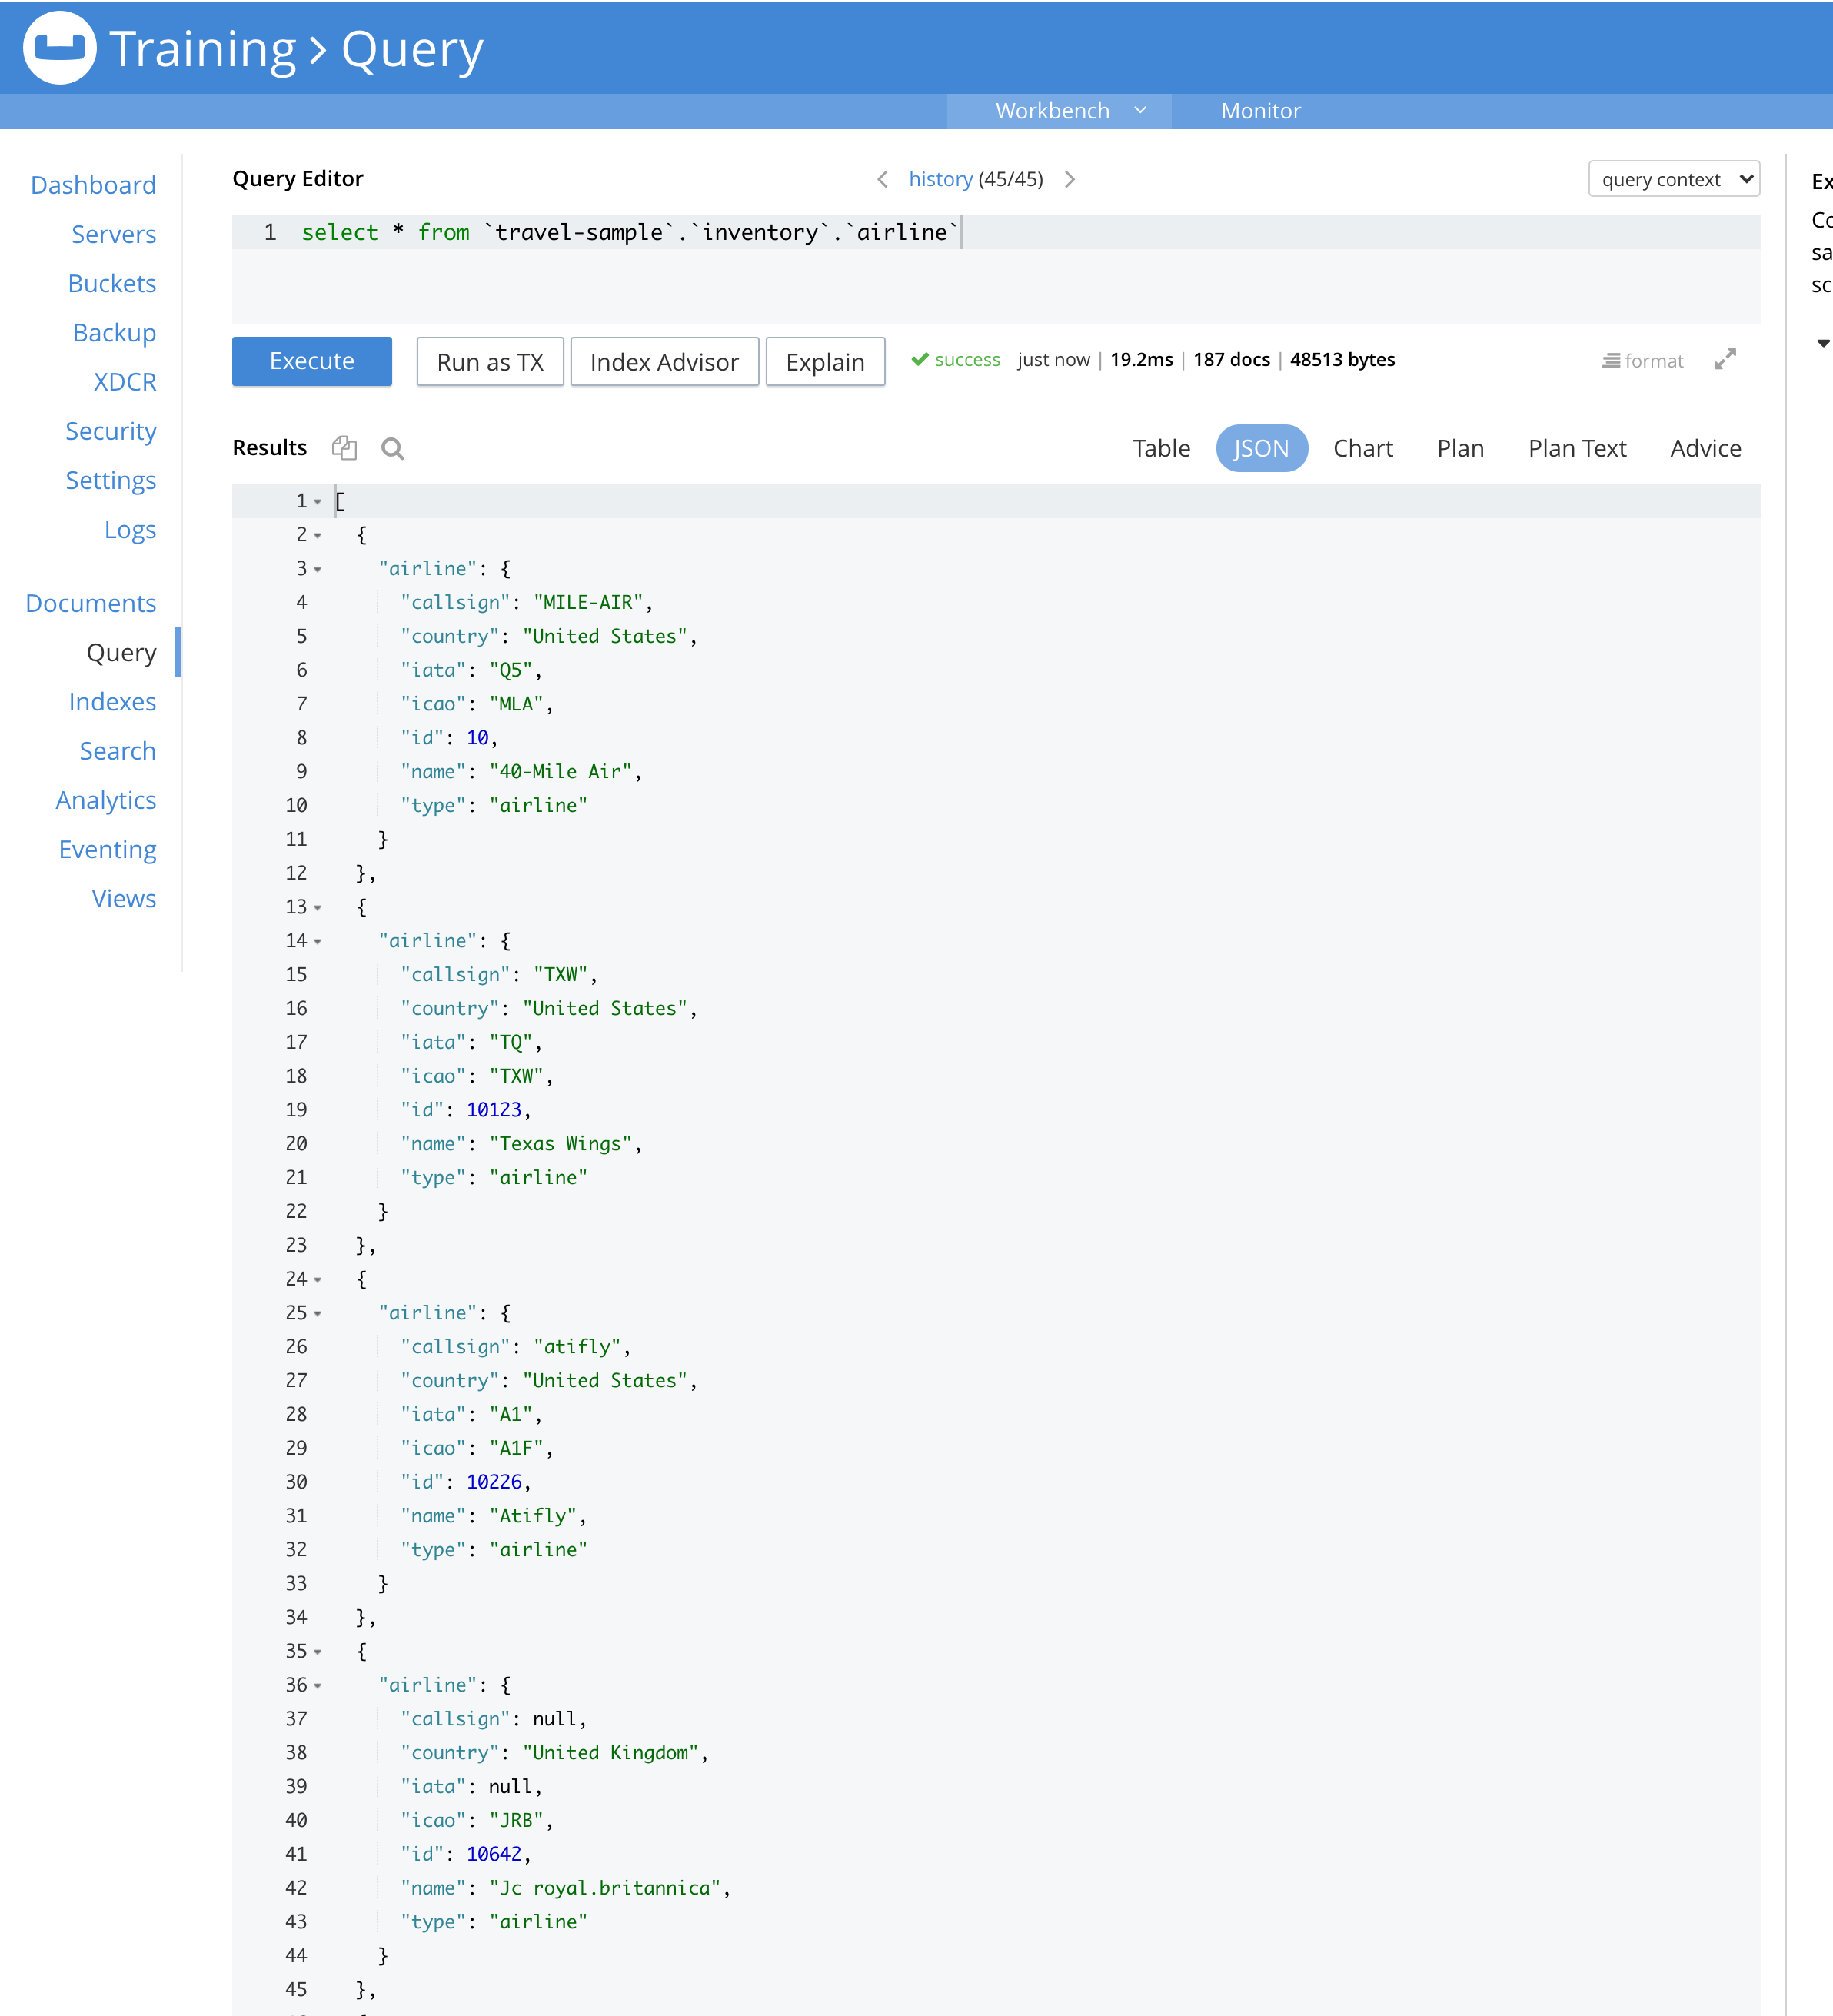 Training > Query
Workbench
Monitor
Dashboard
Servers
Buckets
Backup
XDCR
Security
Settings
Logs
Documents
Query
Indexes
Search
Analytics
Eventing
Views
Query Editor
history (45/45)
query context
1 select * from `travel-sample`.`inventory`.`airline`
Execute
Run as TX
Index Advisor
Explain
success just now | 19.2ms | 187 docs | 48513 bytes
format
Results
Table JSON Chart Plan Plan Text Advice
1 [
2 {
3 "airline": {
4 "callsign": "MILE-AIR",
5 "country": "United States",
6 "iata": "Q5",
7 "icao": "MLA",
8 "id": 10,
9 "name": "40-Mile Air",
10 "type": "airline"
11 }
12 },
13 {
14 "airline": {
15 "callsign": "TXW",
16 "country": "United States",
17 "iata": "TQ",
18 "icao": "TXW",
19 "id": 10123,
20 "name": "Texas Wings",
21 "type": "airline"
22 }
23 },
24 {
25 "airline": {
26 "callsign": "atifly",
27 "country": "United States",
28 "iata": "A1",
29 "icao": "A1F",
30 "id": 10226,
31 "name": "Atifly",
32 "type": "airline"
33 }
34 },
35 {
36 "airline": {
37 "callsign": null,
38 "country": "United Kingdom",
39 "iata": null,
40 "icao": "JRB",
41 "id": 10642,
42 "name": "Jc royal.britannica",
43 "type": "airline"
44 }
45 },
Ex
Co
sa
sc